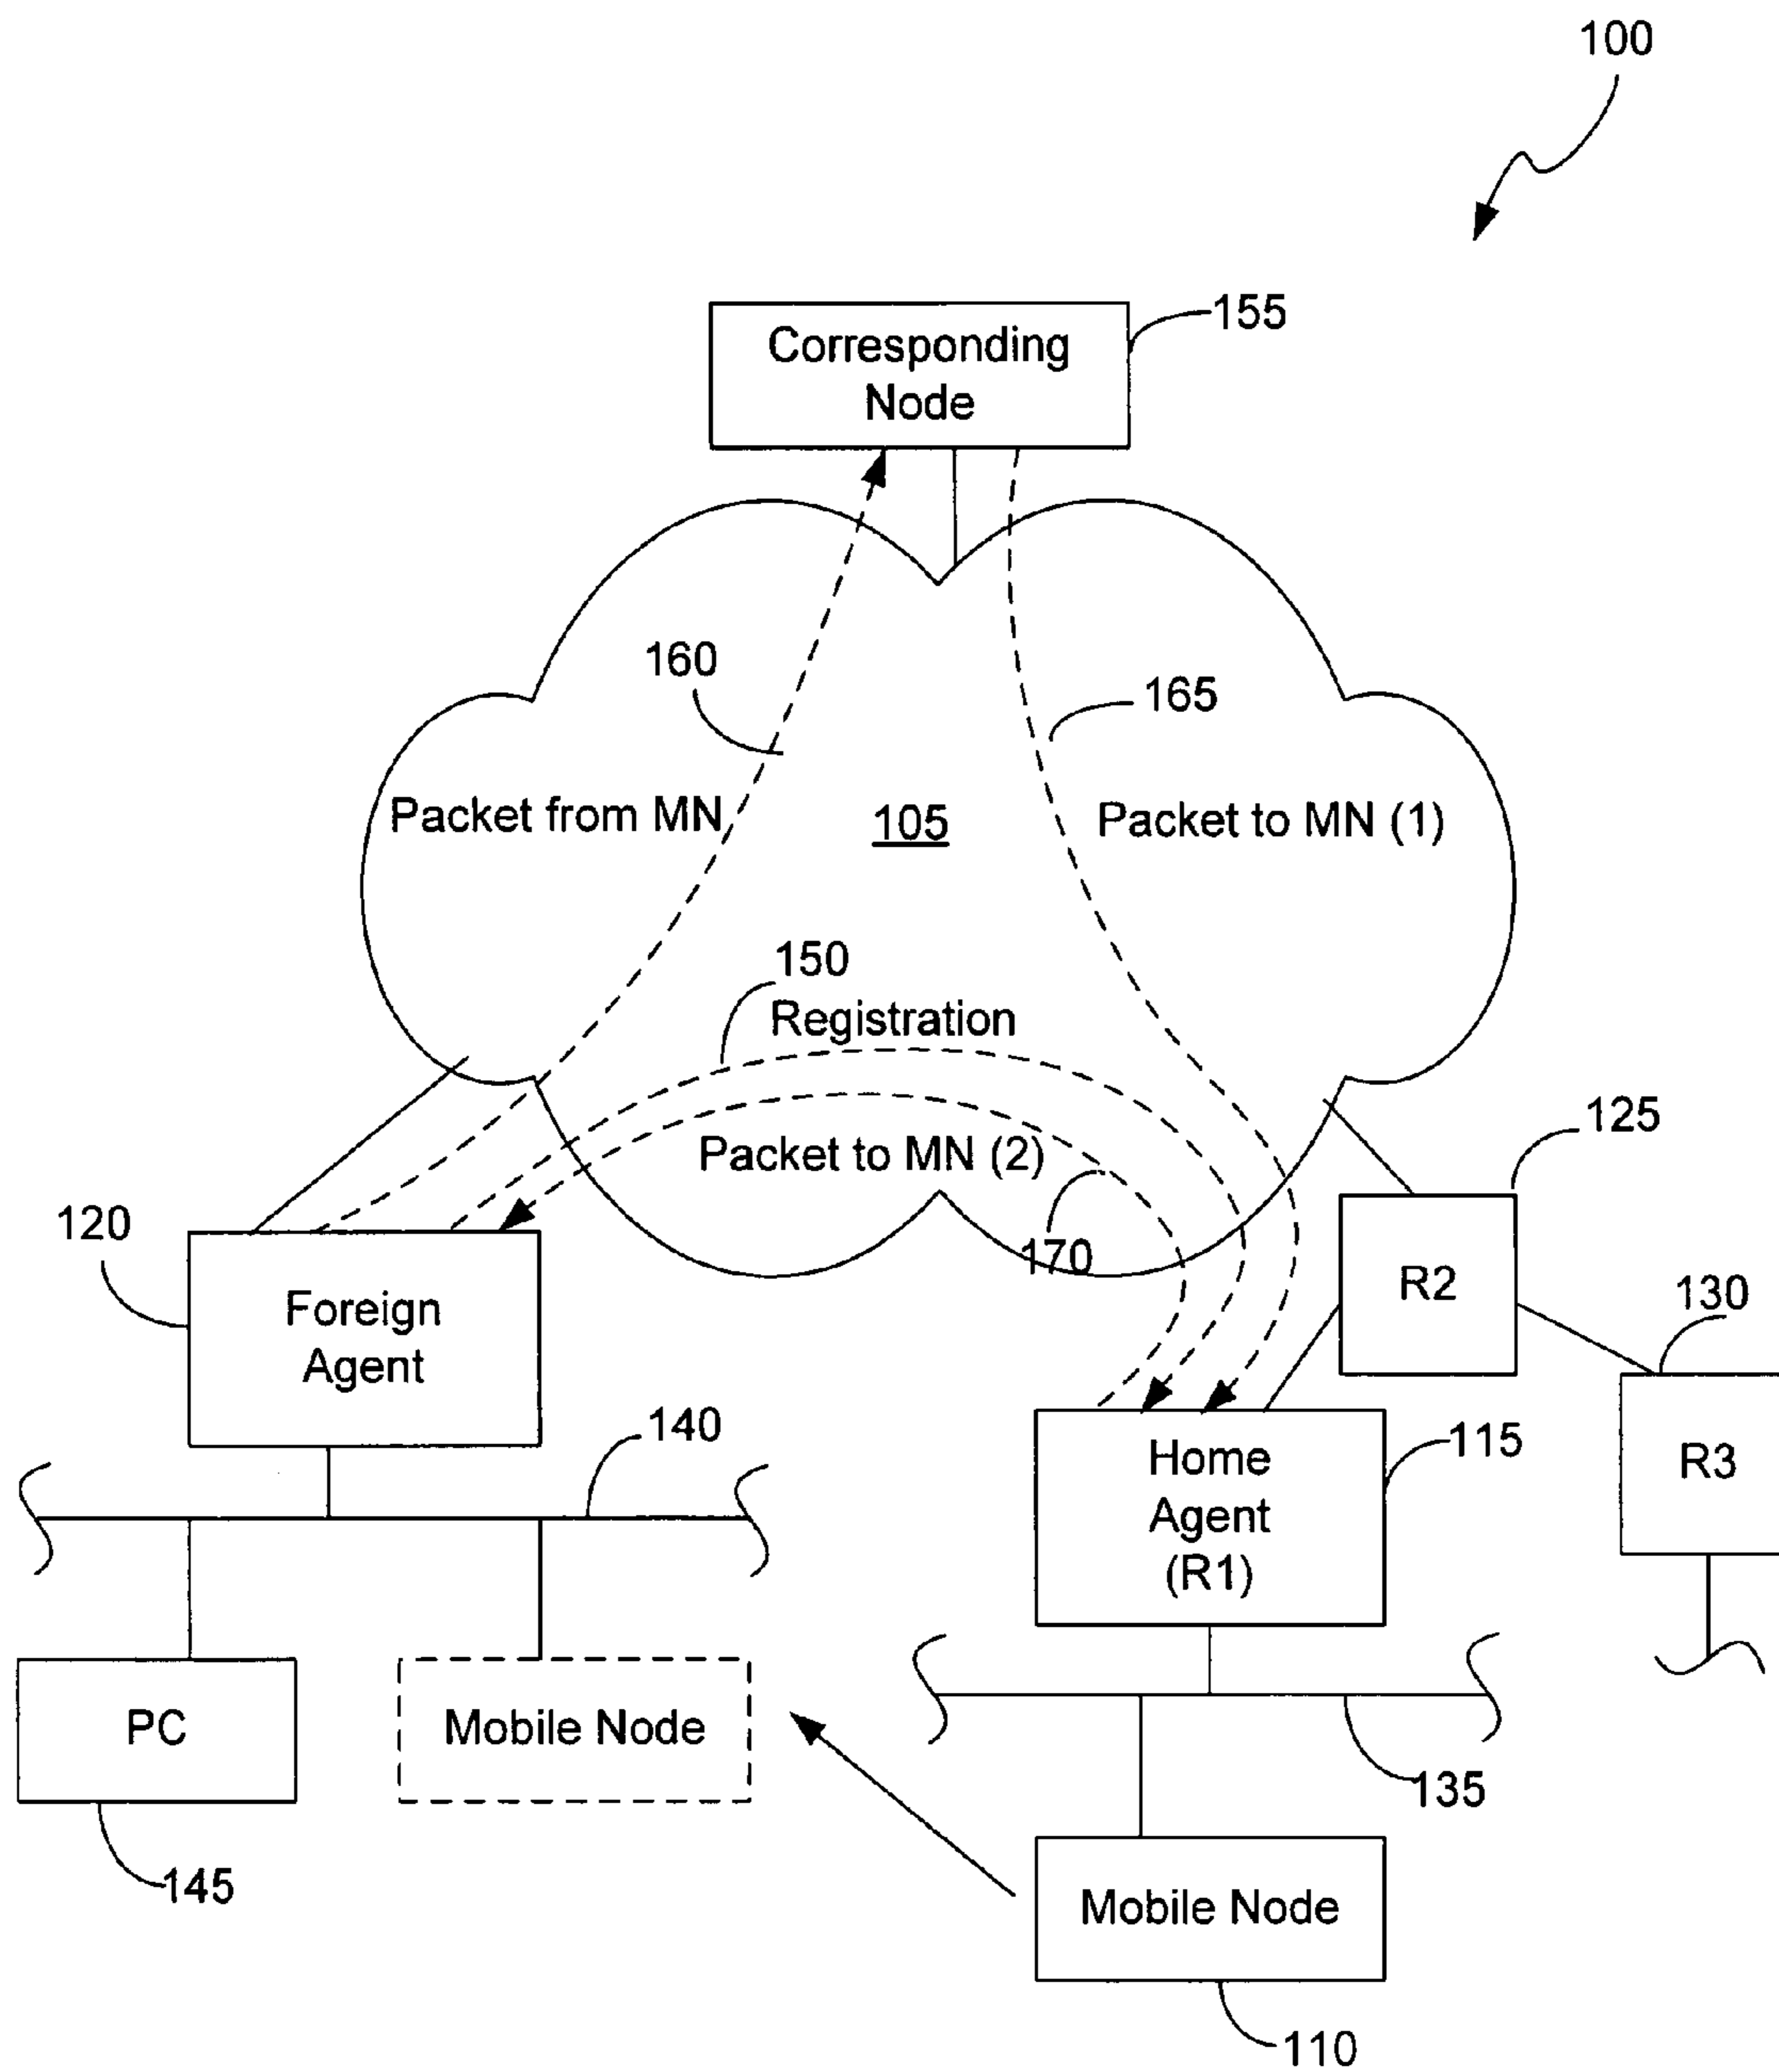 100
155
Corresponding
Node
160
165
Packet from MN
105
Packet to MN (1)
150
Registration
125
Packet to MN (2)
120
170
R2
130
Foreign
Agent
140
115
Home
Agent
(R1)
R3
PC
Mobile Node
135
145
Mobile Node
110